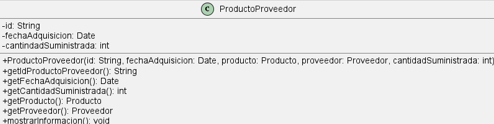 C ProductoProveedor
-id: String
-fechaAdquisicion: Date
-cantindadSuministrada: int
+ProductoProveedor(id: String, fechaAdquisicion: Date, producto: Producto, proveedor: Proveedor, cantidadSuministrada: int)
+getIdProductoProveedor(): String
+getFechaAdquisicion(): Date
+getCantidadSuministrada(): int
+getProducto(): Producto
+getProveedor(): Proveedor
+mostrarInformacion(): void